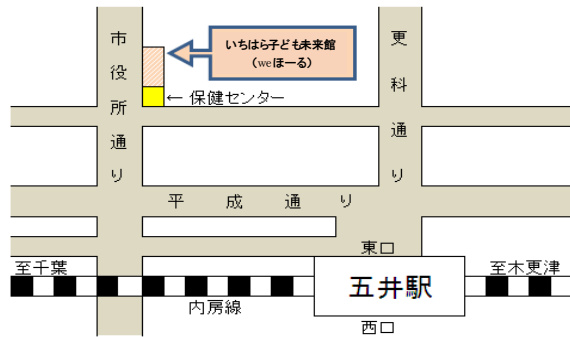 いちはら子ども未来館
（weほーる）
市役所通り
更科通り
← 保健センター
平成通り
東口
至千葉
至木更津
五井駅
内房線
西口